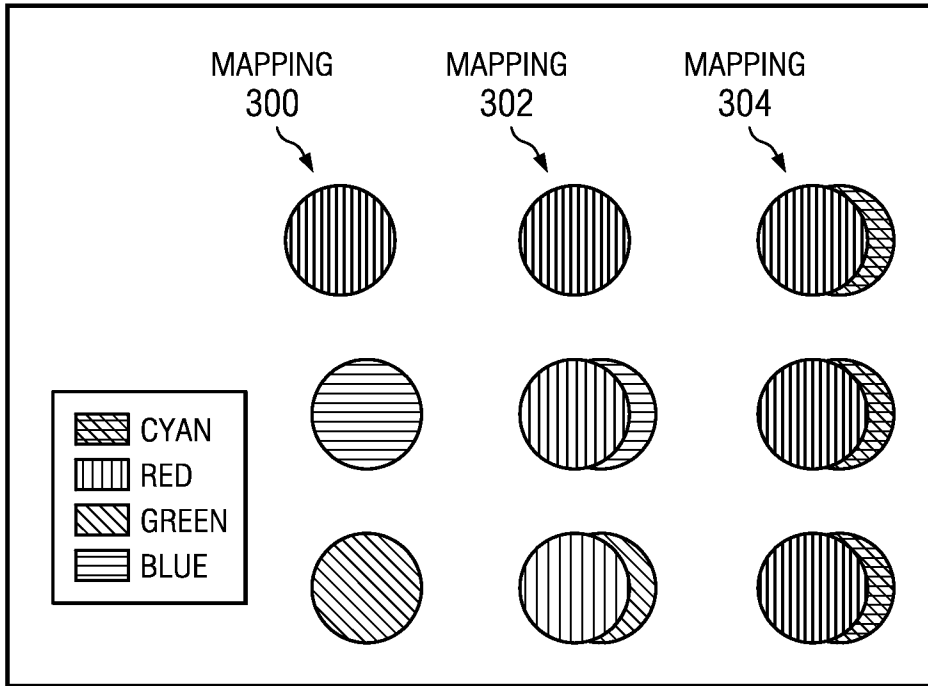 MAPPING
300
MAPPING
302
MAPPING
304
CYAN
RED
GREEN
BLUE